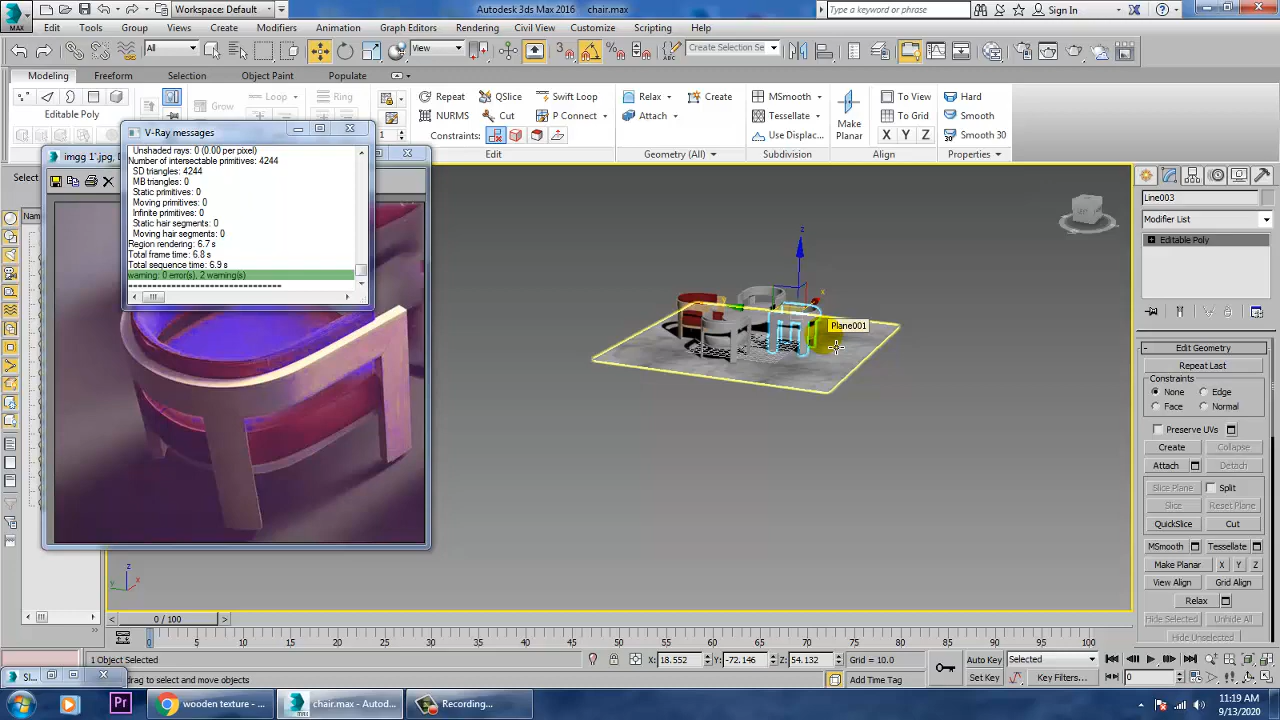 Workspace: Default
Autodesk 3ds Max 2016 chair.max
Type a keyword or phrase
Sign In
MAX
Edit Tools Group Views Create Modifiers Animation Graph Editors Rendering Civil View Customize Scripting Help
All
View
Create Selection Se
Modeling Freeform Selection Object Paint Populate
Editable Poly
Grow
Loop
Ring
Repeat QSlice Swift Loop
NURMS Cut P Connect
Constraints:
Edit
Relax Create
Attach
Geometry (All)
MSmooth
Tessellate
Use Displac...
Subdivision
Make Planar
To View
To Grid
X Y Z
Align
Hard
Smooth
Smooth 30
Properties
V-Ray messages
Unshaded rays: 0 (0.00 per pixel)
Number of intersectable primitives: 4244
SD triangles: 4244
MB triangles: 0
Static primitives: 0
Moving primitives: 0
Infinite primitives: 0
Static hair segments: 0
Moving hair segments: 0
Region rendering: 6.7 s
Total frame time: 6.8 s
Total sequence time: 6.9 s
warning: 0 error(s), 2 warning(s)
================================
imgg 1'.jpg,
Selec
Nam
z
x
Plane001
z
y
x
Line003
Modifier List
Editable Poly
Edit Geometry
Repeat Last
Constraints
None Edge
Face Normal
Preserve UVs
Create Collapse
Attach Detach
Slice Plane Split
Slice Reset Plane
QuickSlice Cut
MSmooth Tessellate
Make Planar X Y Z
View Align Grid Align
Relax
Hide Selected Unhide All
Hide Unselected
0 / 100
0 5 10 15 20 25 30 35 40 45 50 55 60 65 70 75 80 85 90 95 100
1 Object Selected
X: 18.552 Y: -72.146 Z: 54.132 Grid = 10.0
Auto Key Selected
drag to select and move objects
Add Time Tag
Set Key Key Filters...
0
wooden texture - ...
chair.max - Autod...
Recording...
Pr
11:19 AM
9/13/2020